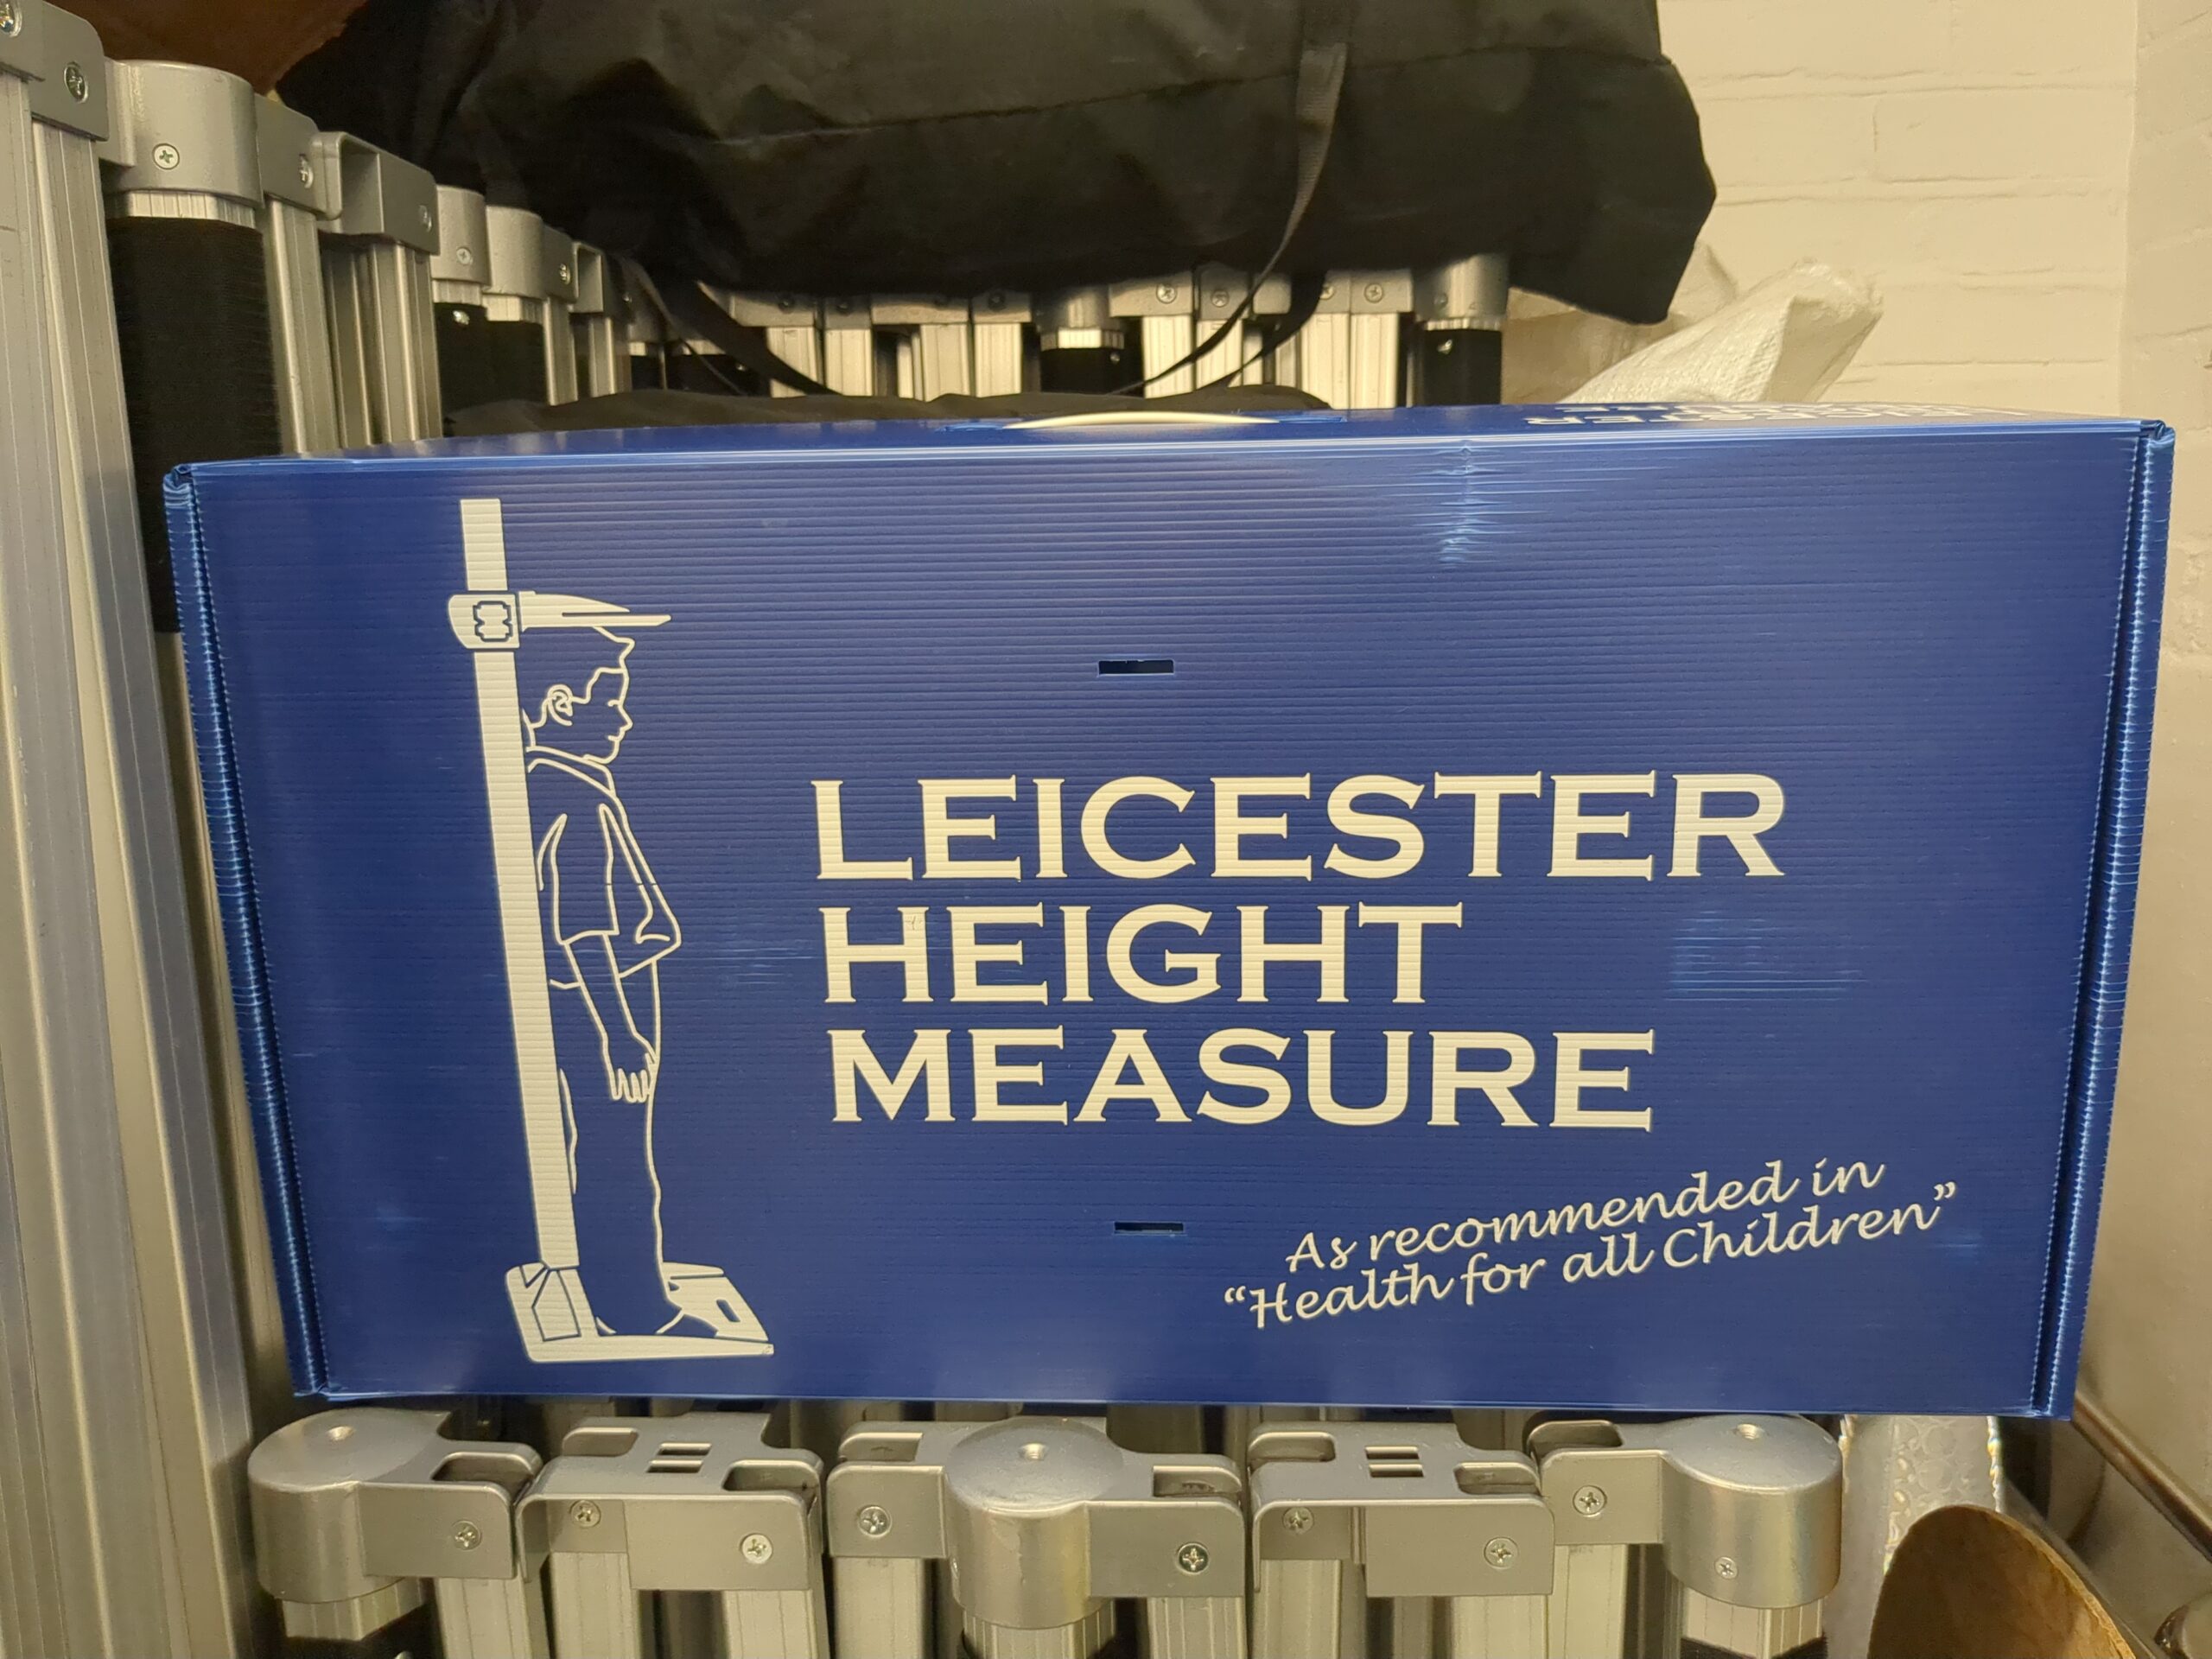 LEICESTER
HEIGHT
MEASURE
As recommended in
“Health for all Children”